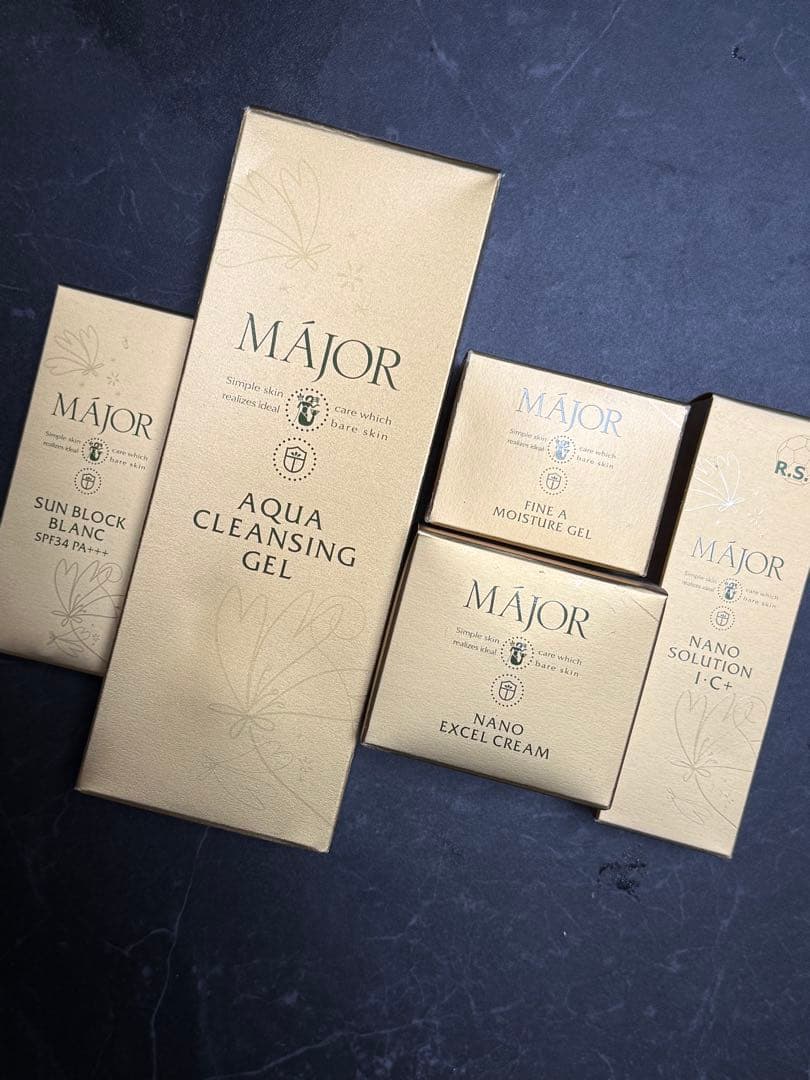 MÁJOR
Simple skin care which
realizes ideal bare skin
SUN BLOCK
BLANC
SPF34 PA+++
MÁJOR
Simple skin care which
realizes ideal bare skin
AQUA
CLEANSING
GEL
MÁJOR
Simple skin care which
realizes ideal bare skin
FINE A
MOISTURE GEL
MÁJOR
Simple skin care which
realizes ideal bare skin
NANO
EXCEL CREAM
R.S.
MÁJOR
Simple skin care which
realizes ideal bare skin
NANO
SOLUTION
I·C+